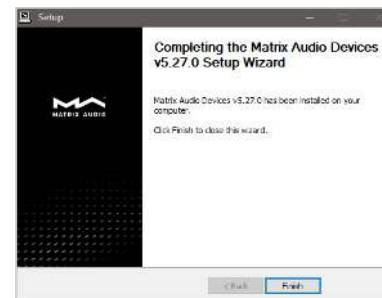 Setup
Completing the Matrix Audio Devices
v5.27.0 Setup Wizard
MATRIX AUDIO
Matrix Audio Devices v5.27.0 has been installed on your
computer.
Click Finish to close this wizard.
< Back
Finish